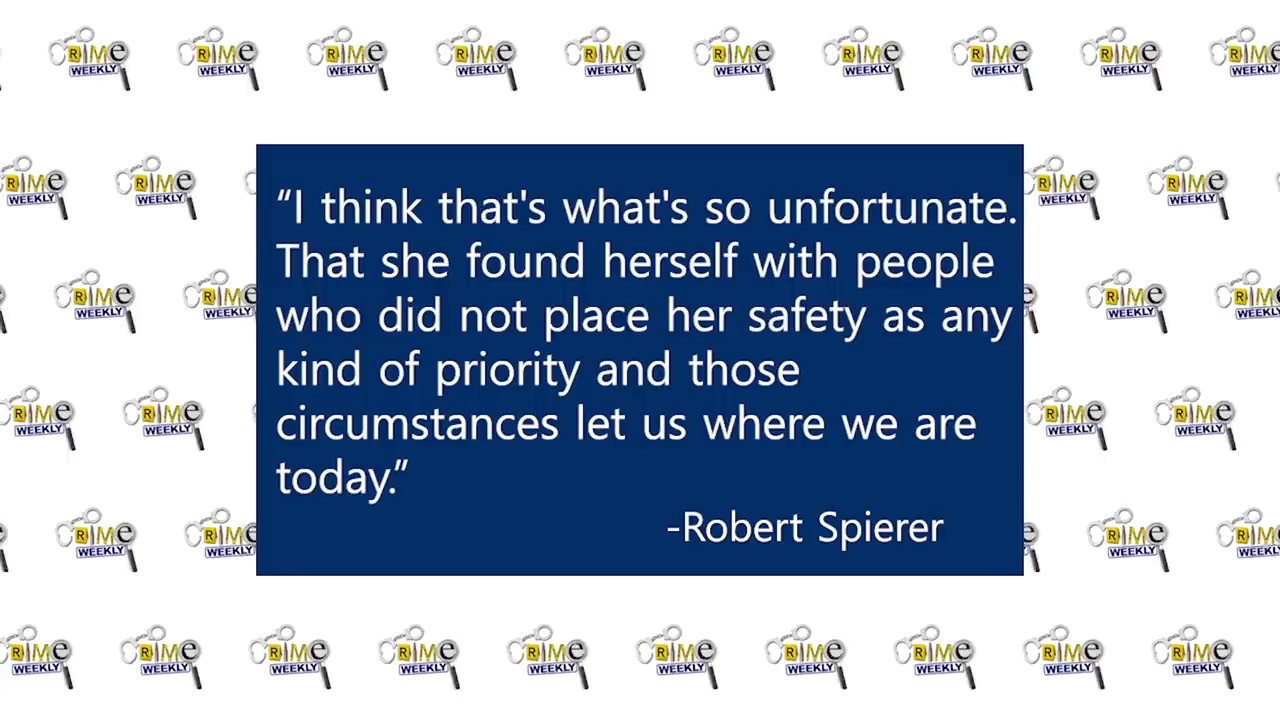 “I think that's what's so unfortunate.
That she found herself with people
who did not place her safety as any
kind of priority and those
circumstances let us where we are
today.”
-Robert Spierer
CRIME
WEEKLY